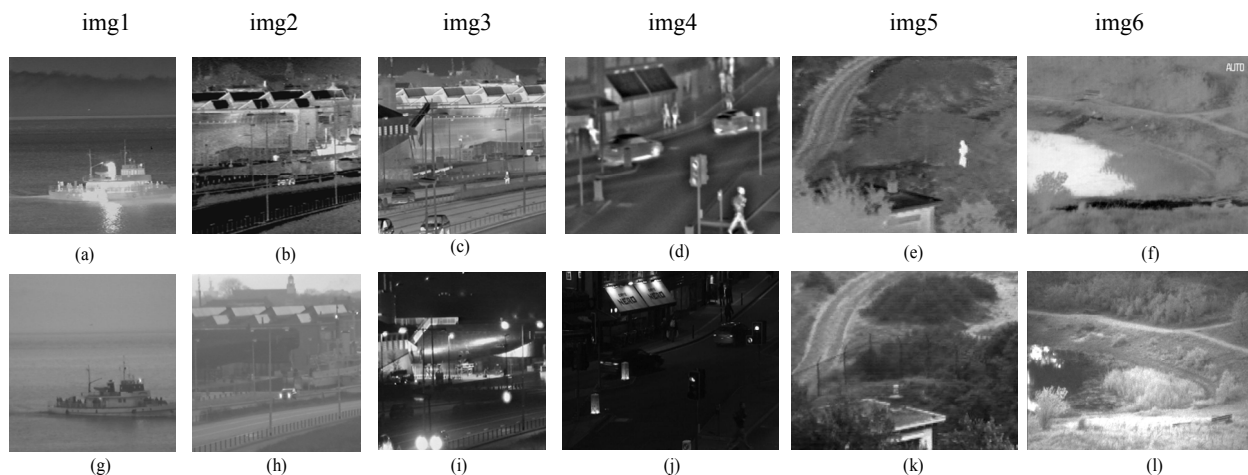 img1 img2 img3 img4 img5 img6
AUTO
(a) (b) (c) (d) (e) (f)
(g) (h) (i) (j) (k) (l)